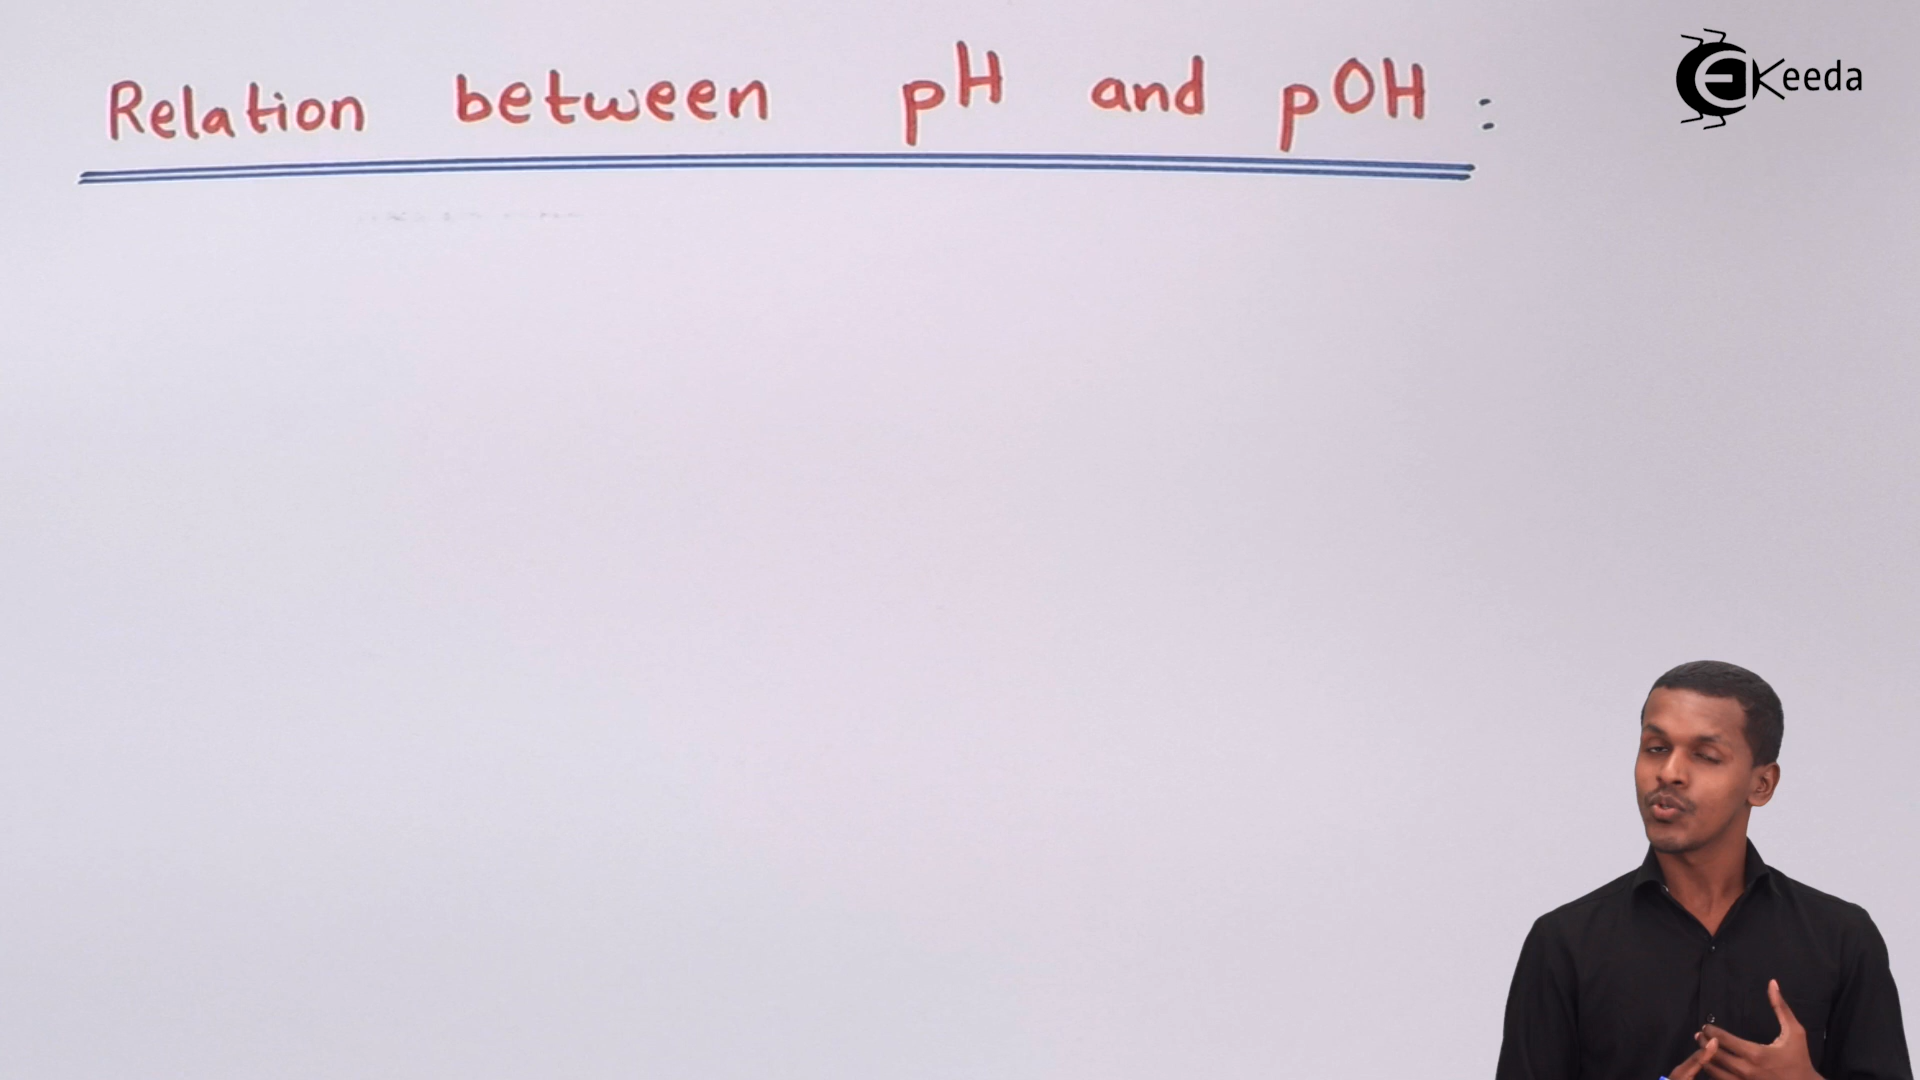 Relation between pH and pOH :
eKeeda